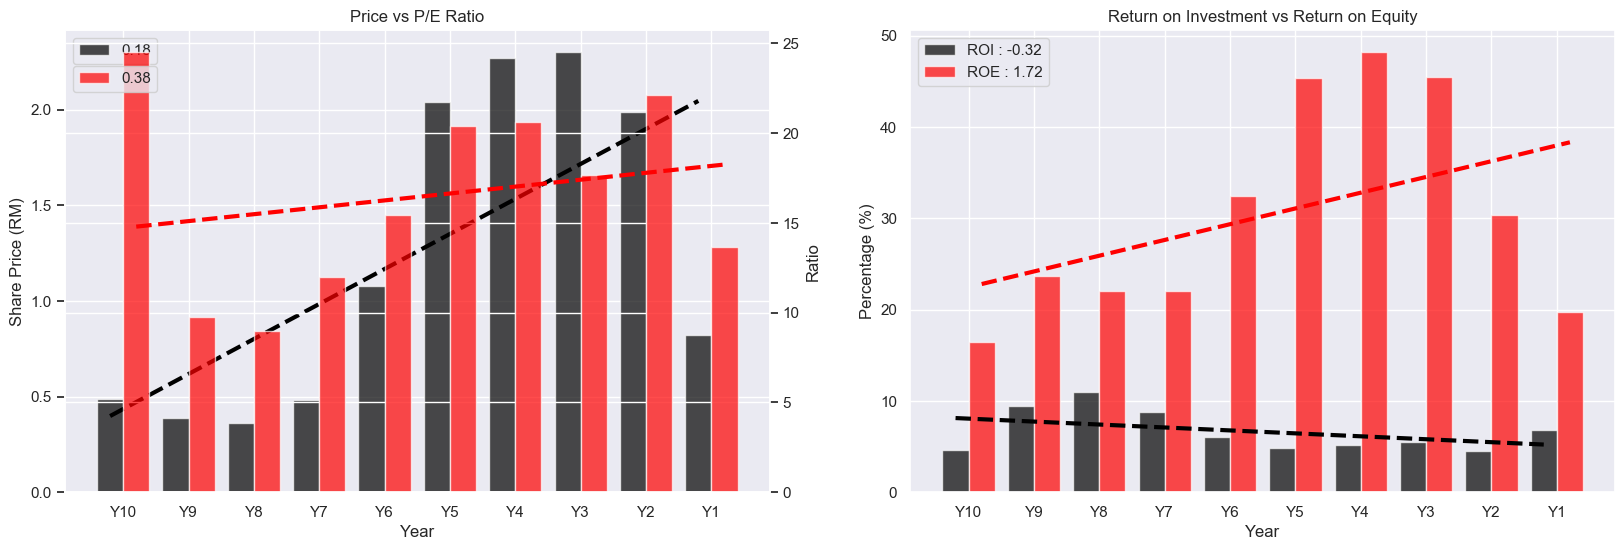 Price vs P/E Ratio
0.18
0.38
Share Price (RM)
2.0
1.5
1.0
0.5
0.0
25
20
15
10
5
0
Ratio
Y10 Y9 Y8 Y7 Y6 Y5 Y4 Y3 Y2 Y1
Year
Return on Investment vs Return on Equity
ROI : -0.32
ROE : 1.72
Percentage (%)
50
40
30
20
10
0
Y10 Y9 Y8 Y7 Y6 Y5 Y4 Y3 Y2 Y1
Year